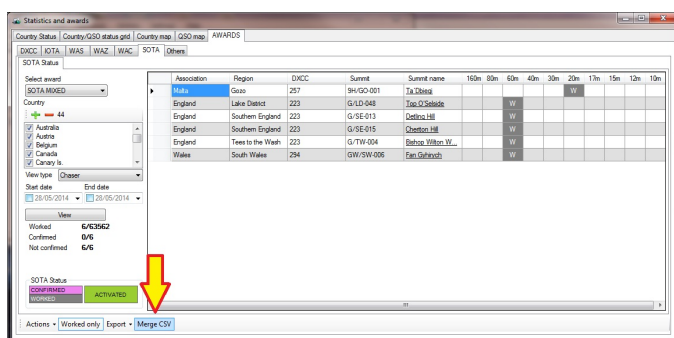 Statistics and awards
Country Status Country/QSO status grid Country map QSO map AWARDS
DXCC IOTA WAS WAZ WAC SOTA Others
SOTA Status
Select award
SOTA MIXED
Country
44
Australia
Austria
Belgium
Canada
Canary Is.
View type Chaser
Start date End date
28/05/2014 28/05/2014
View
Worked 6/63562
Confirmed 0/6
Not confirmed 6/6
SOTA Status
CONFIRMED
WORKED
ACTIVATED
Association Region DXCC Summit Summit name 160m 80m 60m 40m 30m 20m 17m 15m 12m 10m
Malta Gozo 257 9H/GO-001 Ta'Dbiegi W
England Lake District 223 G/LD-048 Top O'Selside W
England Southern England 223 G/SE-013 Detling Hill W
England Southern England 223 G/SE-015 Cheriton Hill W
England Tees to the Wash 223 G/TW-004 Bishop Wilton W... W
Wales South Wales 294 GW/SW-006 Fan Gyhirych W
Actions Worked only Export Merge CSV